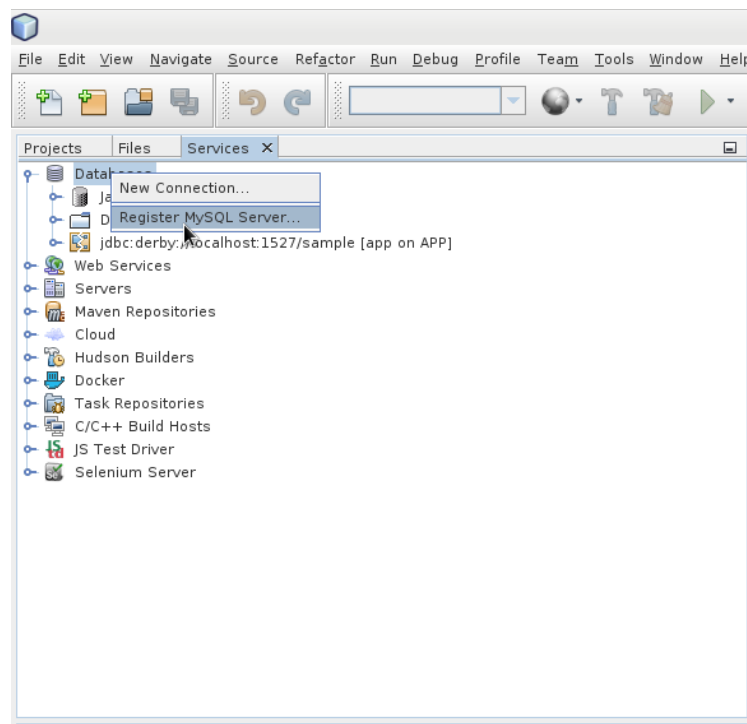 File Edit View Navigate Source Refactor Run Debug Profile Team Tools Window Help
Projects Files Services X
New Connection...
Register MySQL Server...
jdbc:derby://localhost:1527/sample [app on APP]
Web Services
Servers
Maven Repositories
Cloud
Hudson Builders
Docker
Task Repositories
C/C++ Build Hosts
JS Test Driver
Selenium Server